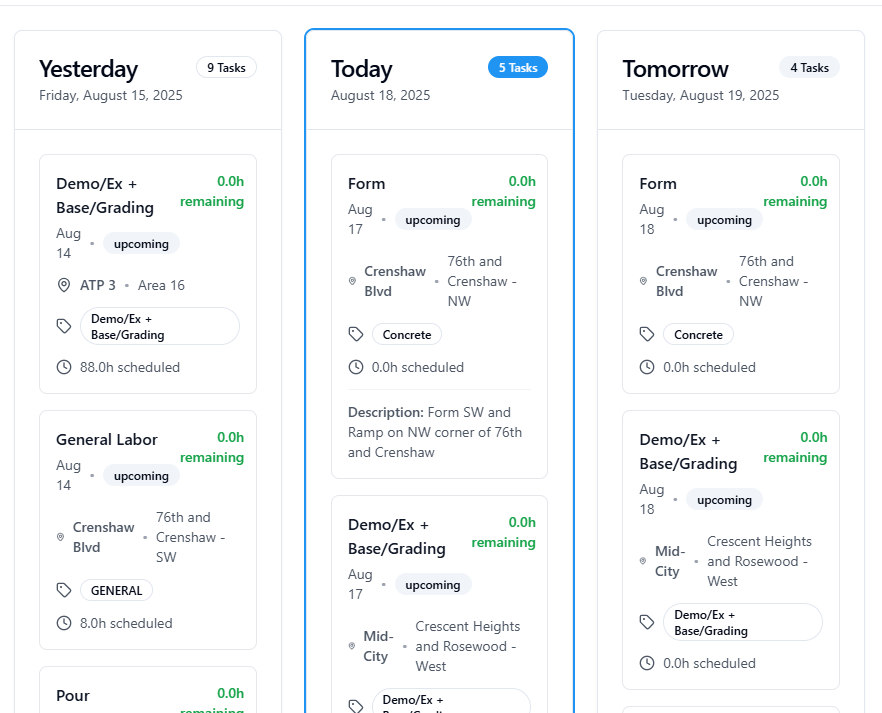 Yesterday
9 Tasks
Friday, August 15, 2025
Demo/Ex +
Base/Grading
0.0h
remaining
Aug
14
•
upcoming
ATP 3 • Area 16
Demo/Ex +
Base/Grading
88.0h scheduled
General Labor
0.0h
remaining
Aug
14
•
upcoming
Crenshaw
Blvd
•
76th and
Crenshaw -
SW
GENERAL
8.0h scheduled
Pour
0.0h
remaining
Today
5 Tasks
August 18, 2025
Form
0.0h
remaining
Aug
17
•
upcoming
Crenshaw
Blvd
•
76th and
Crenshaw -
NW
Concrete
0.0h scheduled
Description: Form SW and
Ramp on NW corner of 76th
and Crenshaw
Demo/Ex +
Base/Grading
0.0h
remaining
Aug
17
•
upcoming
Mid-
City
•
Crescent Heights
and Rosewood -
West
Demo/Ex +
Base/Grading
Tomorrow
4 Tasks
Tuesday, August 19, 2025
Form
0.0h
remaining
Aug
18
•
upcoming
Crenshaw
Blvd
•
76th and
Crenshaw -
NW
Concrete
0.0h scheduled
Demo/Ex +
Base/Grading
0.0h
remaining
Aug
18
•
upcoming
Mid-
City
•
Crescent Heights
and Rosewood -
West
Demo/Ex +
Base/Grading
0.0h scheduled